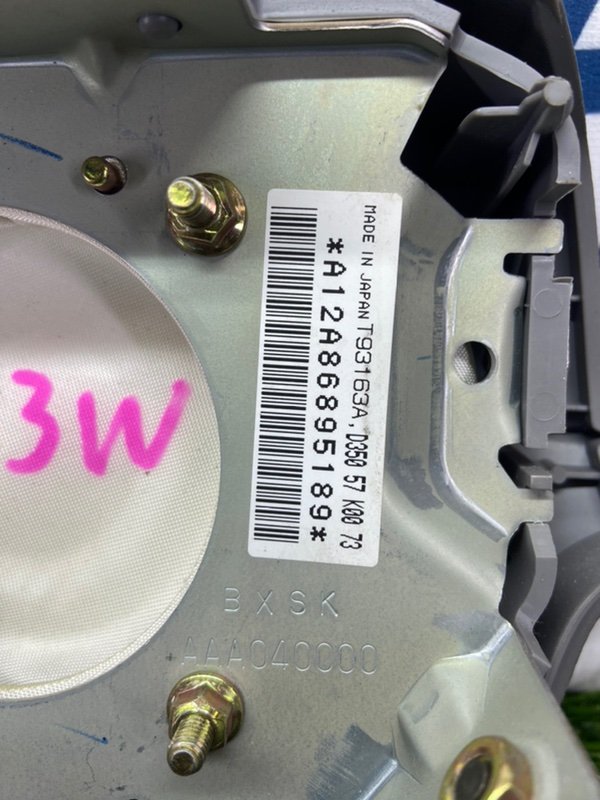 3W
MADE IN JAPAN T93163A, D350 57 K00 73
*A12A86895189*
BXSK
AAA040000